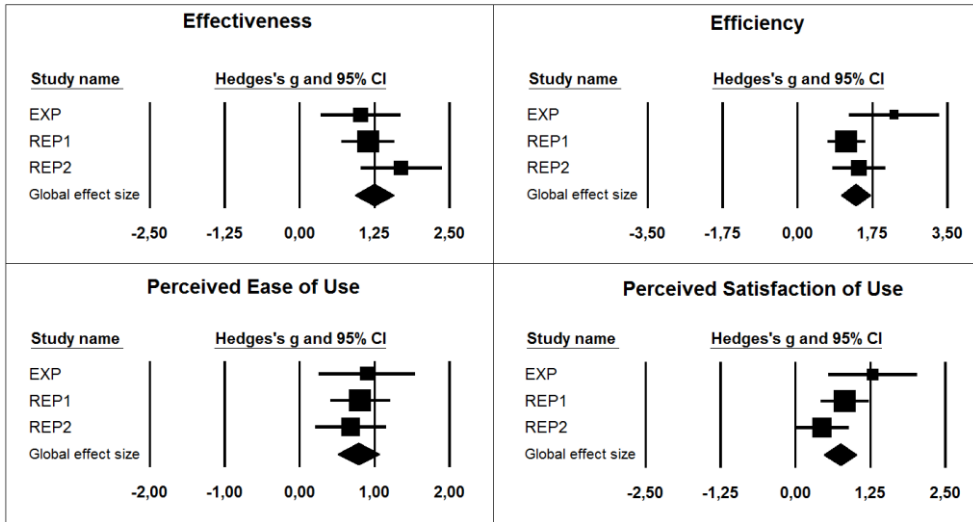 Effectiveness
Study name Hedges's g and 95% CI
EXP
REP1
REP2
Global effect size
-2,50 -1,25 0,00 1,25 2,50
Efficiency
Study name Hedges's g and 95% CI
EXP
REP1
REP2
Global effect size
-3,50 -1,75 0,00 1,75 3,50
Perceived Ease of Use
Study name Hedges's g and 95% CI
EXP
REP1
REP2
Global effect size
-2,00 -1,00 0,00 1,00 2,00
Perceived Satisfaction of Use
Study name Hedges's g and 95% CI
EXP
REP1
REP2
Global effect size
-2,50 -1,25 0,00 1,25 2,50